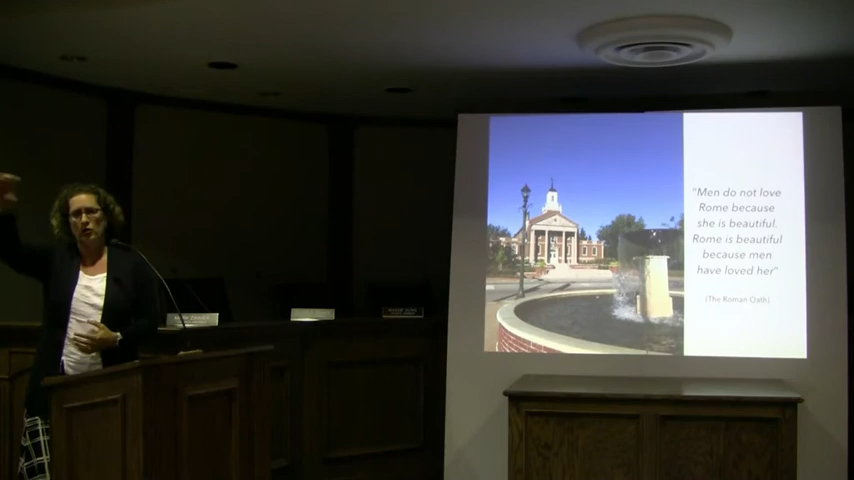 "Men do not love
Rome because
she is beautiful.
Rome is beautiful
because men
have loved her"
(The Roman Oath)